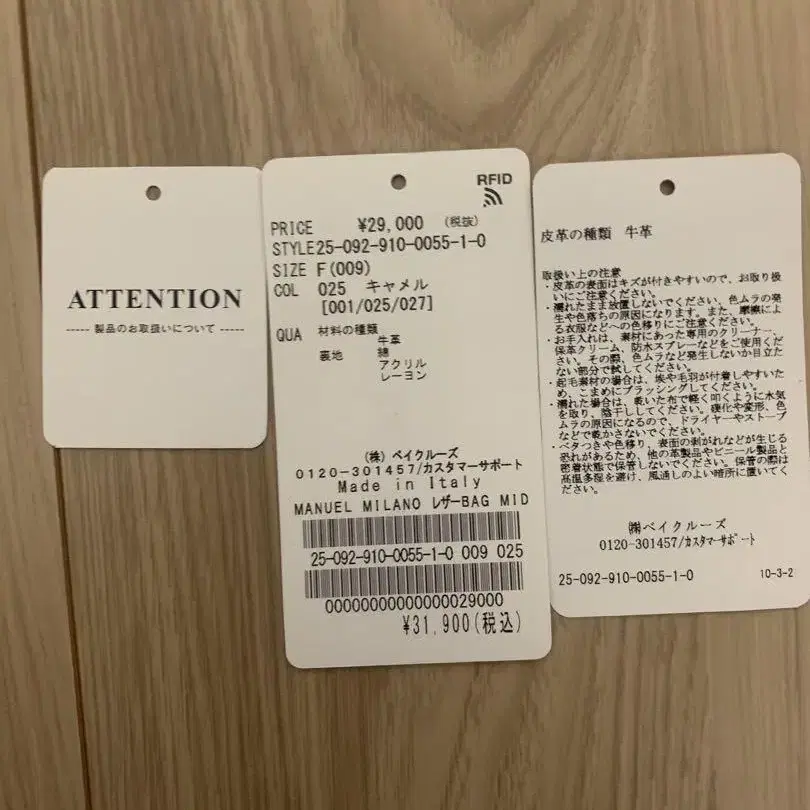 ATTENTION
----- 製品のお取扱いについて -----
RFID
PRICE ¥29,000 (税抜)
STYLE25-092-910-0055-1-0
SIZE F(009)
COL 025 キャメル
[001/025/027]
QUA 材料の種類
牛革
裏地 綿
アクリル
レーヨン
(株) ベイクルーズ
0120-301457/カスタマーサポート
Made in Italy
MANUEL MILANO レザーBAG MID
25-092-910-0055-1-0 009 025
00000000000000029000
¥31,900(税込)
皮革の種類 牛革
取扱い上の注意
・皮革の表面はキズが付きやすいので、お取り扱
いにご注意ください。
・濡れたまま放置しないでください、色ムラの発
生や色落ちの原因になります。また、摩擦によ
る衣服などへの色移りにご注意ください。
・お手入れは、素材にあった専用のクリーナー、
保革クリーム、防水スプレーなどをご使用くだ
さい。その際、色ムラなど発生しないか目立た
ない部分で試してください。
・起毛素材の場合は、埃や毛羽が付着しやすいた
め、こまめにブラッシングしてください。
・濡れた場合は、乾いた布で軽く叩くように水気
を取り、陰干ししてください。硬化や変形、色
ムラの原因になるので、ドライヤーやストーブ
などで乾かさないでください。
・ベタつきや色移り、表面の剥がれなどが生じる
恐れがあるため、他の革製品やビニール製品と
密着状態で保管しないでください。保管の際は
高温多湿を避け、風通しのよい暗所に置いてく
ださい。
㈱ベイクルーズ
0120-301457/カスタマーサポート
25-092-910-0055-1-0 10-3-2